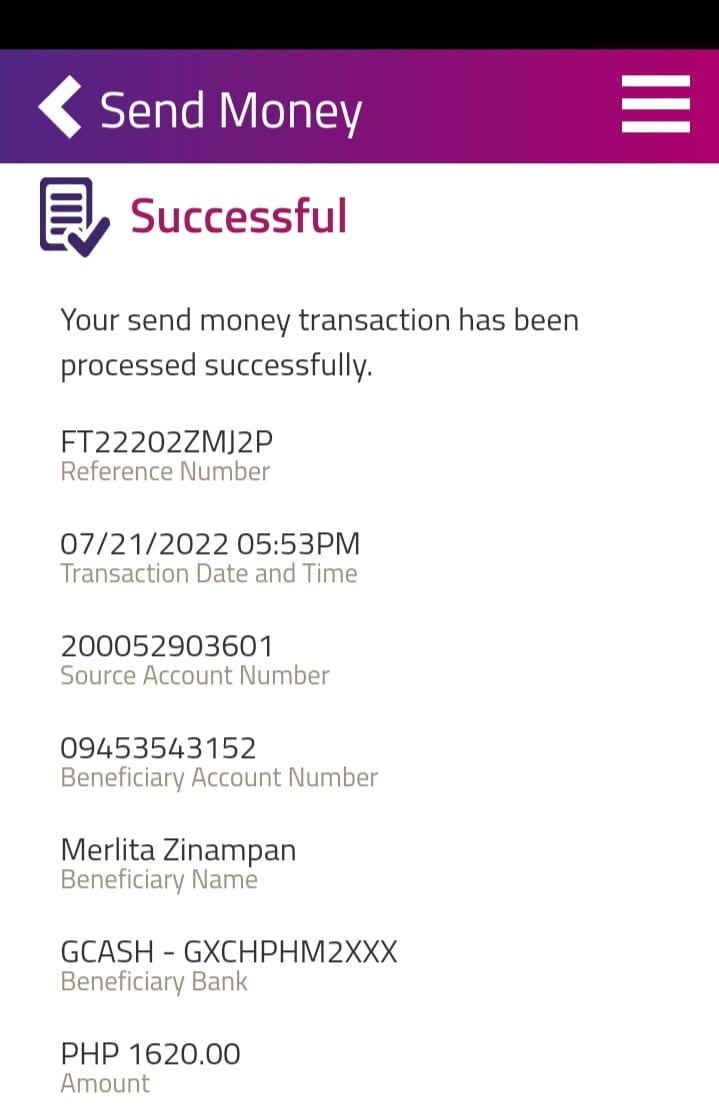 Send Money
Successful
Your send money transaction has been
processed successfully.
FT22202ZMJ2P
Reference Number
07/21/2022 05:53PM
Transaction Date and Time
200052903601
Source Account Number
09453543152
Beneficiary Account Number
Merlita Zinampan
Beneficiary Name
GCASH - GXCHPHM2XXX
Beneficiary Bank
PHP 1620.00
Amount